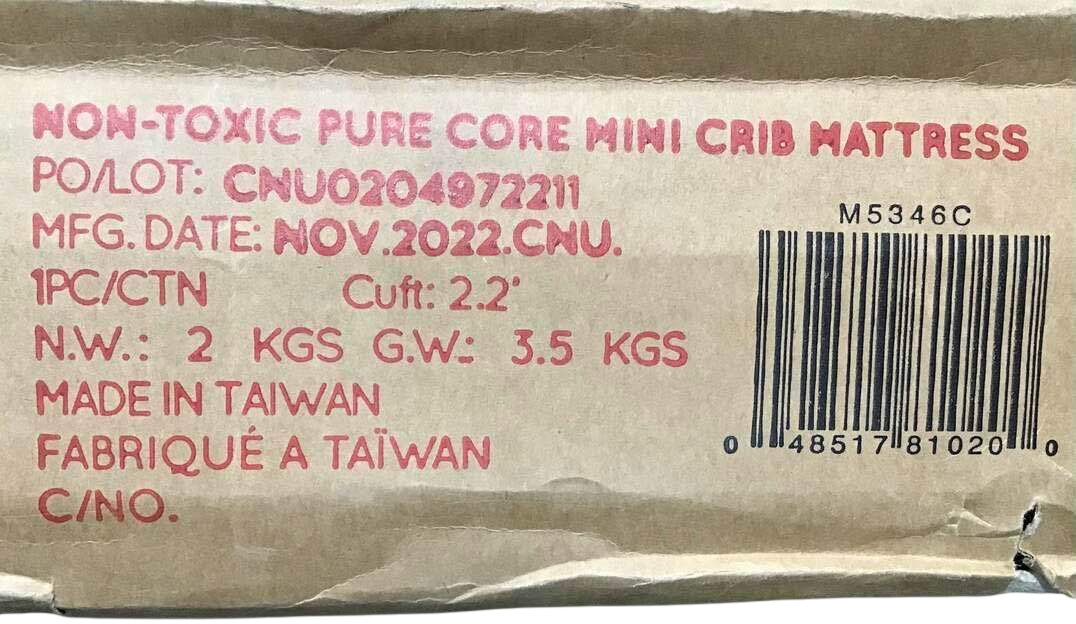 NON-TOXIC PURE CORE MINI CRIB MATTRESS
PO/LOT: CNU0204972211
MFG. DATE: NOV.2022.CNU.
1PC/CTN Cuft: 2.2'
N.W.: 2 KGS G.W.: 3.5 KGS
MADE IN TAIWAN
FABRIQUÉ A TAÏWAN
C/NO.
M5346C
0 48517 81020 0